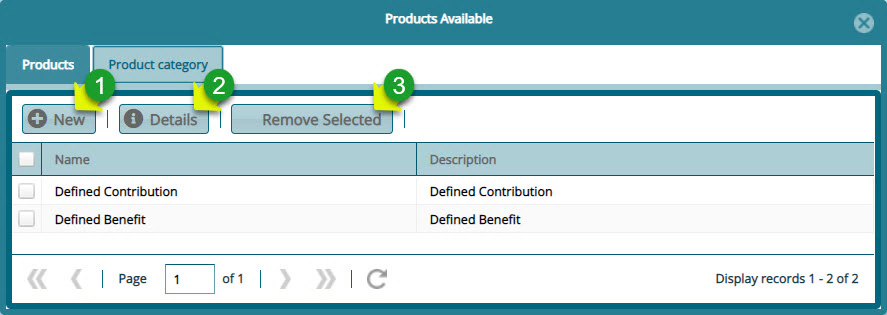 Products Available
Products Product category
1 2 3
New Details Remove Selected
Name Description
Defined Contribution Defined Contribution
Defined Benefit Defined Benefit
Page 1 of 1 Display records 1 - 2 of 2